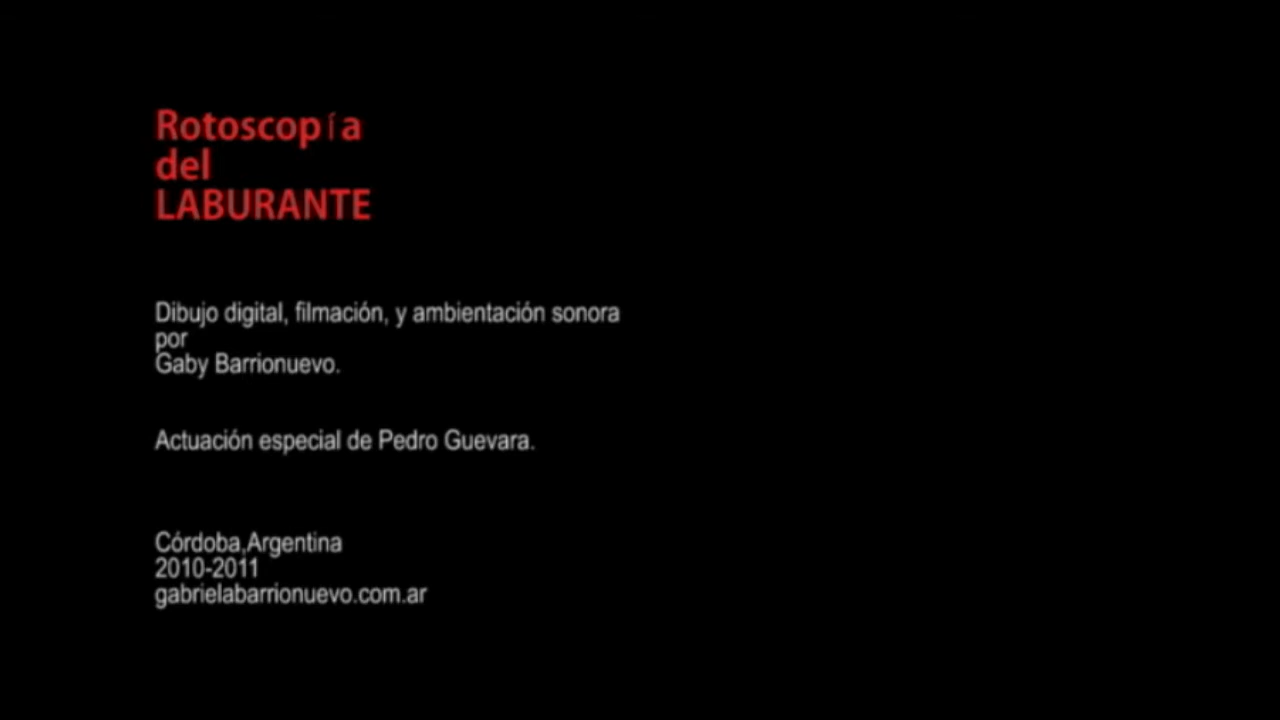 Rotoscopía
del
LABURANTE
Dibujo digital, filmación, y ambientación sonora
por
Gaby Barrionuevo.
Actuación especial de Pedro Guevara.
Córdoba,Argentina
2010-2011
gabrielabarrionuevo.com.ar